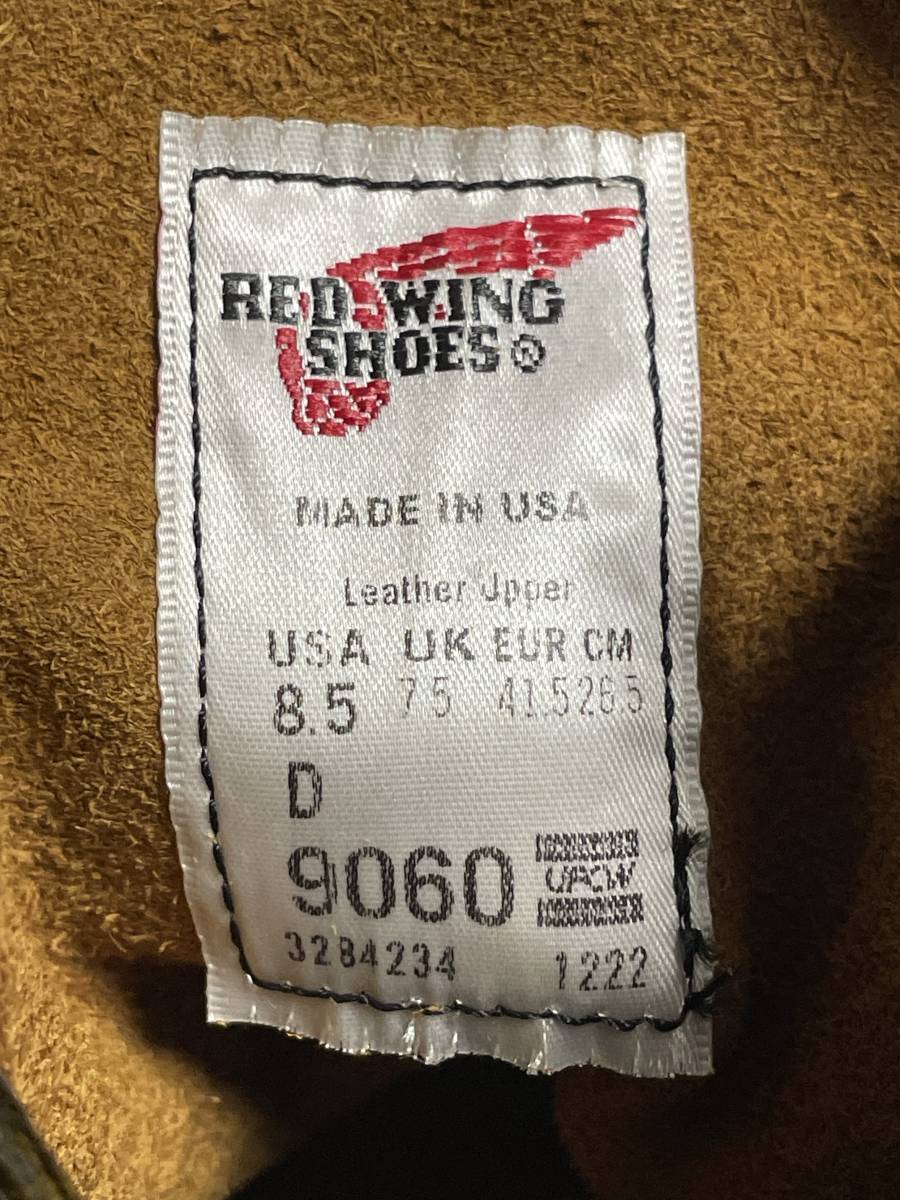 RED WING
SHOES®
MADE IN USA
Leather Upper
USA UK EUR CM
8.5 7.5 41.5 26.5
D
9060
UFCW
3284234 1222